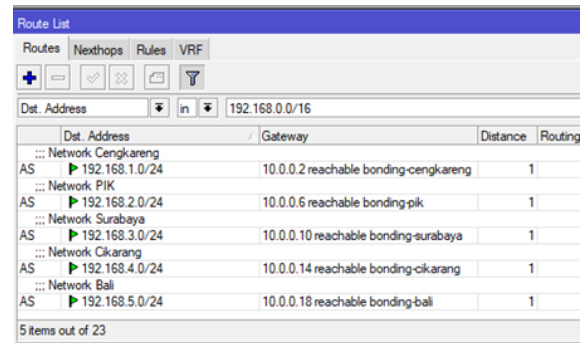 Route List
Routes Nexthops Rules VRF
Dst. Address in 192.168.0.0/16
Dst. Address Gateway Distance Routing
::: Network Cengkareng
AS 192.168.1.0/24 10.0.0.2 reachable bonding-cengkareng 1
::: Network PIK
AS 192.168.2.0/24 10.0.0.6 reachable bonding-pik 1
::: Network Surabaya
AS 192.168.3.0/24 10.0.0.10 reachable bonding-surabaya 1
::: Network Cikarang
AS 192.168.4.0/24 10.0.0.14 reachable bonding-cikarang 1
::: Network Bali
AS 192.168.5.0/24 10.0.0.18 reachable bonding-bali 1
5 items out of 23